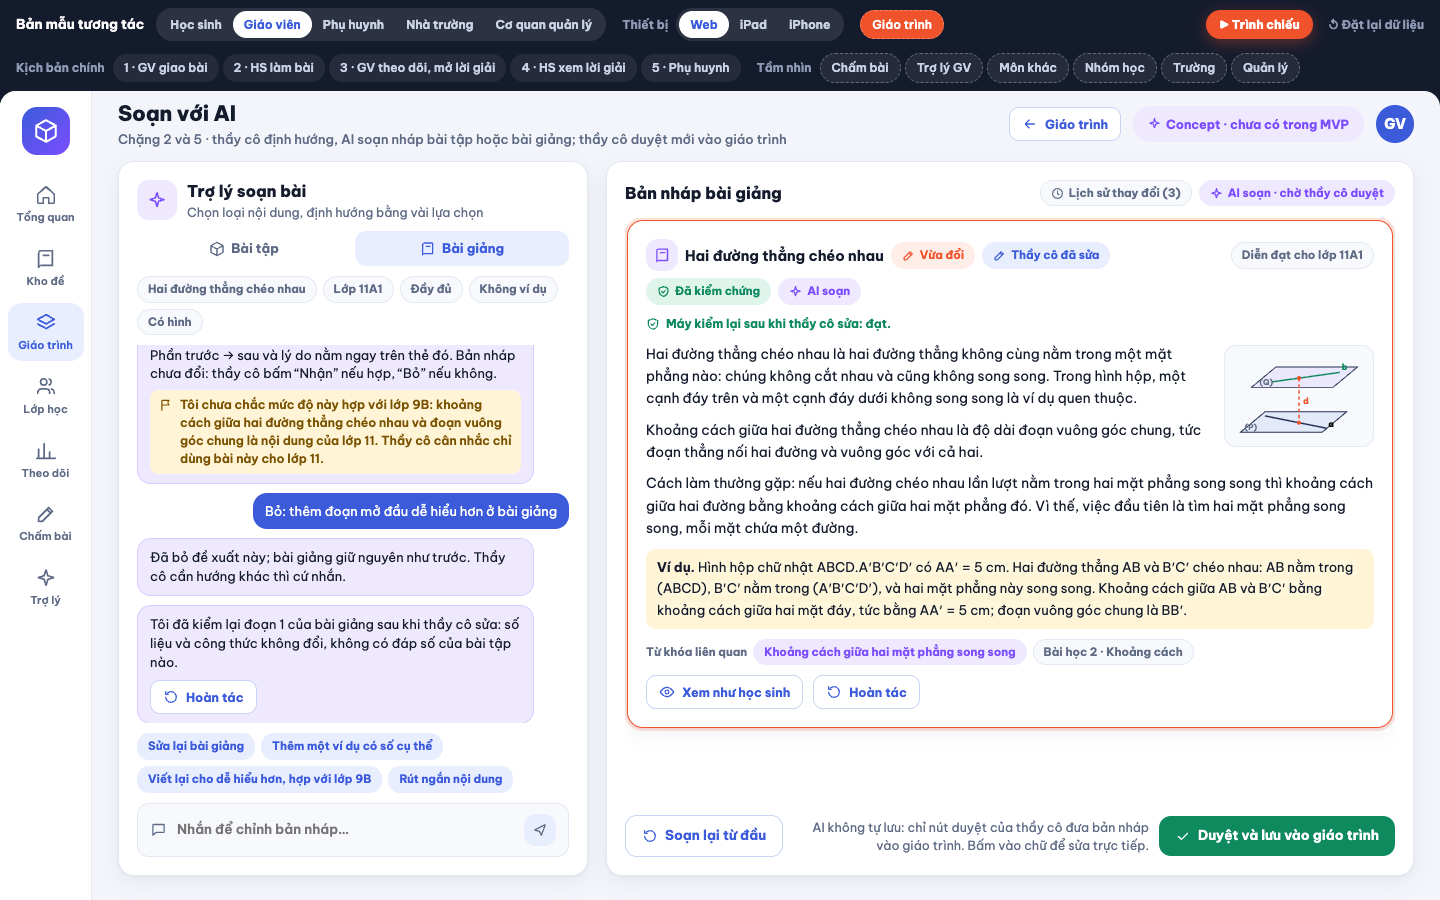 Bản mẫu tương tác
Học sinh
Giáo viên
Phụ huynh
Nhà trường
Cơ quan quản lý
Thiết bị
Web
iPad
iPhone
Giáo trình
Trình chiếu
Đặt lại dữ liệu
Kịch bản chính
1 · GV giao bài
2 · HS làm bài
3 · GV theo dõi, mở lời giải
4 · HS xem lời giải
5 · Phụ huynh
Tầm nhìn
Chấm bài
Trợ lý GV
Môn khác
Nhóm học
Trường
Quản lý
Tổng quan
Kho đề
Giáo trình
Lớp học
Theo dõi
Chấm bài
Trợ lý
Soạn với AI
Chặng 2 và 5 · thầy cô định hướng, AI soạn nháp bài tập hoặc bài giảng; thầy cô duyệt mới vào giáo trình
Giáo trình
Concept · chưa có trong MVP
GV
Trợ lý soạn bài
Chọn loại nội dung, định hướng bằng vài lựa chọn
Bài tập
Bài giảng
Hai đường thẳng chéo nhau
Lớp 11A1
Đầy đủ
Không ví dụ
Có hình
Phần trước → sau và lý do nằm ngay trên thẻ đó. Bản nháp
chưa đổi: thầy cô bấm “Nhận” nếu hợp, “Bỏ” nếu không.
Tôi chưa chắc mức độ này hợp với lớp 9B: khoảng
cách giữa hai đường thẳng chéo nhau và đoạn vuông
góc chung là nội dung của lớp 11. Thầy cô cân nhắc chỉ
dùng bài này cho lớp 11.
Bỏ: thêm đoạn mở đầu dễ hiểu hơn ở bài giảng
Đã bỏ đề xuất này; bài giảng giữ nguyên như trước. Thầy
cô cần hướng khác thì cứ nhắn.
Tôi đã kiểm lại đoạn 1 của bài giảng sau khi thầy cô sửa: số
liệu và công thức không đổi, không có đáp số của bài tập
nào.
Hoàn tác
Sửa lại bài giảng
Thêm một ví dụ có số cụ thể
Viết lại cho dễ hiểu hơn, hợp với lớp 9B
Rút ngắn nội dung
Nhắn để chỉnh bản nháp...
Bản nháp bài giảng
Lịch sử thay đổi (3)
AI soạn · chờ thầy cô duyệt
Hai đường thẳng chéo nhau
Vừa đổi
Thầy cô đã sửa
Diễn đạt cho lớp 11A1
Đã kiểm chứng
AI soạn
Máy kiểm lại sau khi thầy cô sửa: đạt.
Hai đường thẳng chéo nhau là hai đường thẳng không cùng nằm trong một mặt
phẳng nào: chúng không cắt nhau và cũng không song song. Trong hình hộp, một
cạnh đáy trên và một cạnh đáy dưới không song song là ví dụ quen thuộc.
Khoảng cách giữa hai đường thẳng chéo nhau là độ dài đoạn vuông góc chung, tức
đoạn thẳng nối hai đường và vuông góc với cả hai.
(Q)
b
d
(P)
a
Cách làm thường gặp: nếu hai đường chéo nhau lần lượt nằm trong hai mặt phẳng song song thì khoảng cách
giữa hai đường bằng khoảng cách giữa hai mặt phẳng đó. Vì thế, việc đầu tiên là tìm hai mặt phẳng song
song, mỗi mặt chứa một đường.
Ví dụ. Hình hộp chữ nhật ABCD.A′B′C′D′ có AA′ = 5 cm. Hai đường thẳng AB và B′C′ chéo nhau: AB nằm trong
(ABCD), B′C′ nằm trong (A′B′C′D′), và hai mặt phẳng này song song. Khoảng cách giữa AB và B′C′ bằng
khoảng cách giữa hai mặt đáy, tức bằng AA′ = 5 cm; đoạn vuông góc chung là BB′.
Từ khóa liên quan
Khoảng cách giữa hai mặt phẳng song song
Bài học 2 · Khoảng cách
Xem như học sinh
Hoàn tác
Soạn lại từ đầu
AI không tự lưu: chỉ nút duyệt của thầy cô đưa bản nháp
vào giáo trình. Bấm vào chữ để sửa trực tiếp.
Duyệt và lưu vào giáo trình